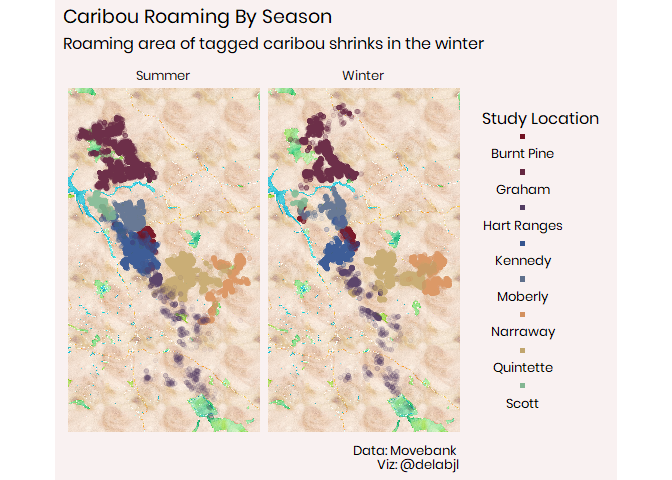 Caribou Roaming By Season
Roaming area of tagged caribou shrinks in the winter
Summer
Winter
Study Location
Burnt Pine
Graham
Hart Ranges
Kennedy
Moberly
Narraway
Quintette
Scott
Data: Movebank
Viz: @delabjl